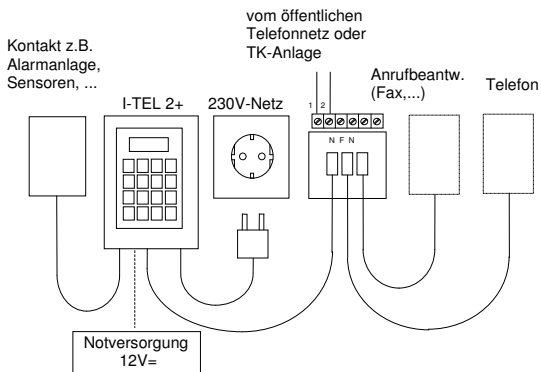 vom öffentlichen
Telefonnetz oder
TK-Anlage
Kontakt z.B.
Alarmanlage,
Sensoren, ...
I-TEL 2+
230V-Netz
Anrufbeantw.
(Fax,...)
Telefon
1 2
N F N
Notversorgung
12V=